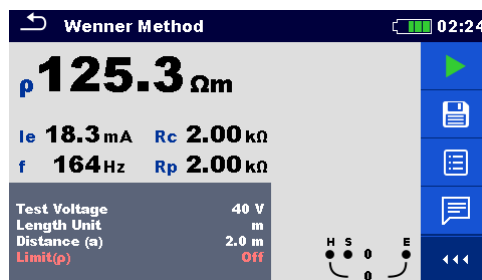 Wenner Method 02:24
ρ 125.3 Ωm
Ie 18.3 mA Rc 2.00 kΩ
f 164 Hz Rp 2.00 kΩ
Test Voltage 40 V
Length Unit m
Distance (a) 2.0 m
Limit(ρ) Off
H S E
0
0